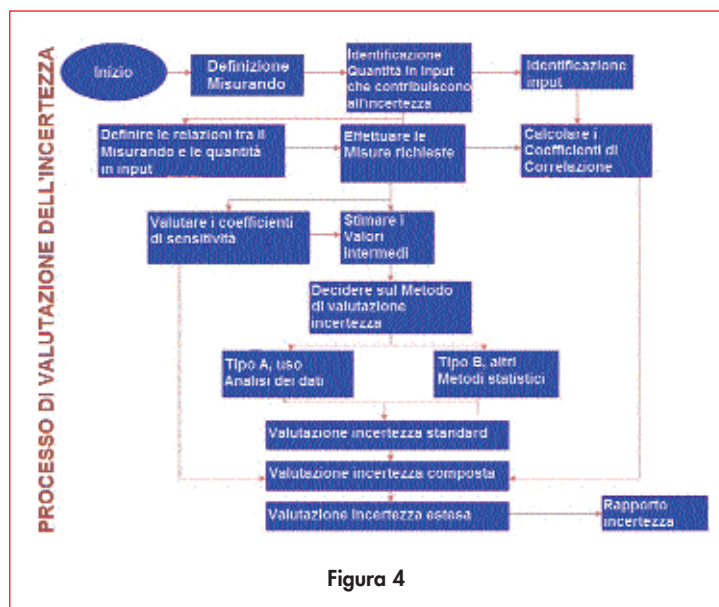 PROCESSO DI VALUTAZIONE DELL'INCERTEZZA
Inizio
Definizione
Misurando
Identificazione
Quantità in input
che contribuiscono
all'incertezza
Identificazione
input
Definire le relazioni tra il
Misurando e le quantità
in input
Effettuare le
Misure richieste
Calcolare i
Coefficienti di
Correlazione
Valutare i coefficienti
di sensitività
Stimare i
Valori
Intermedi
Decidere sul Metodo
di valutazione
incertezza
Tipo A, uso
Analisi dei dati
Tipo B, altri
Metodi statistici
Valutazione incertezza standard
Valutazione incertezza composta
Valutazione incertezza estesa
Rapporto
incertezza
Figura 4